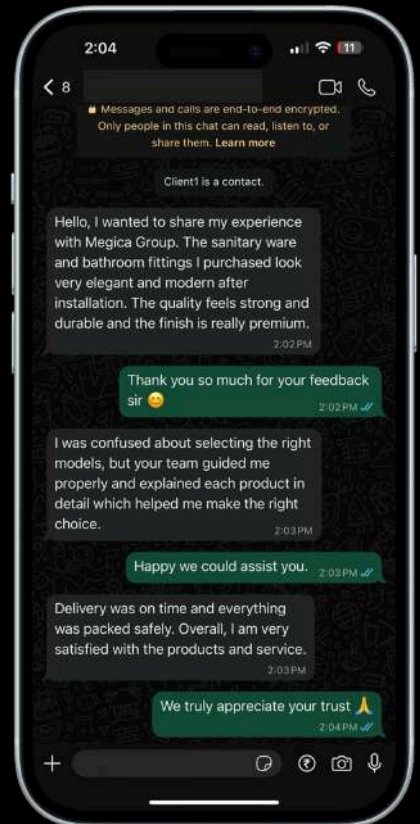 2:04
11
8
Messages and calls are end-to-end encrypted.
Only people in this chat can read, listen to, or
share them. Learn more
Client1 is a contact.
Hello, I wanted to share my experience
with Megica Group. The sanitary ware
and bathroom fittings I purchased look
very elegant and modern after
installation. The quality feels strong and
durable and the finish is really premium.
2:02 PM
Thank you so much for your feedback
sir 😊
2:02 PM
I was confused about selecting the right
models, but your team guided me
properly and explained each product in
detail which helped me make the right
choice.
2:03 PM
Happy we could assist you. 2:03 PM
Delivery was on time and everything
was packed safely. Overall, I am very
satisfied with the products and service.
2:03 PM
We truly appreciate your trust 🙏
2:04 PM
₹